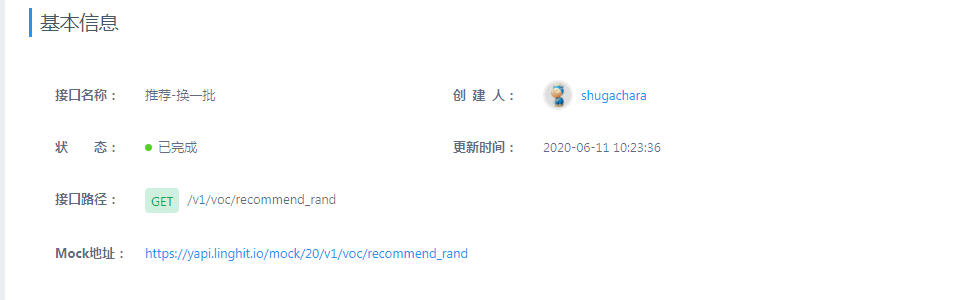 基本信息
接口名称： 推荐-换一批 创 建 人： shugachara
状 态： 已完成 更新时间： 2020-06-11 10:23:36
接口路径： GET /v1/voc/recommend_rand
Mock地址： https://yapi.linghit.io/mock/20/v1/voc/recommend_rand